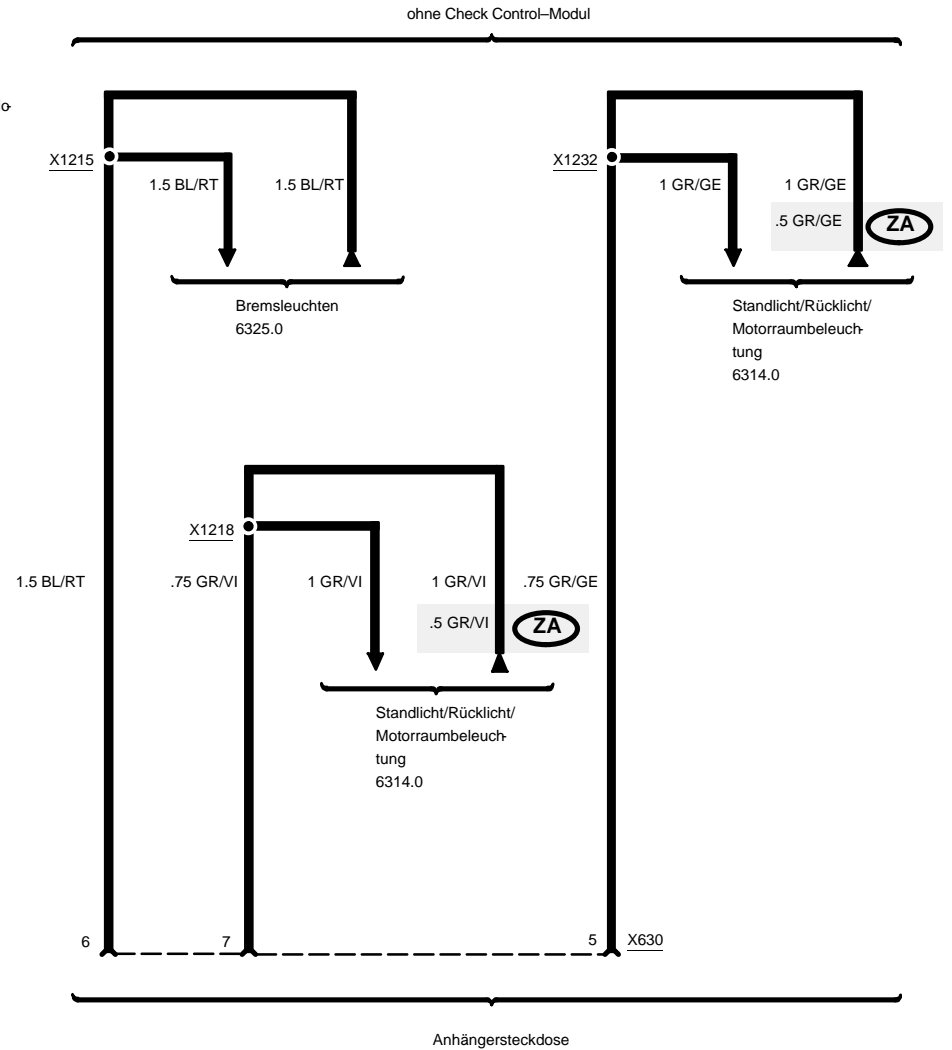 ohne Check Control–Modul
o-
X1215
1.5 BL/RT
1.5 BL/RT
Bremsleuchten
6325.0
X1232
1 GR/GE
1 GR/GE
.5 GR/GE
ZA
Standlicht/Rücklicht/
Motorraumbeleuch-
tung
6314.0
X1218
1.5 BL/RT
.75 GR/VI
1 GR/VI
1 GR/VI
.75 GR/GE
.5 GR/VI
ZA
Standlicht/Rücklicht/
Motorraumbeleuch-
tung
6314.0
6
7
5
X630
Anhängersteckdose